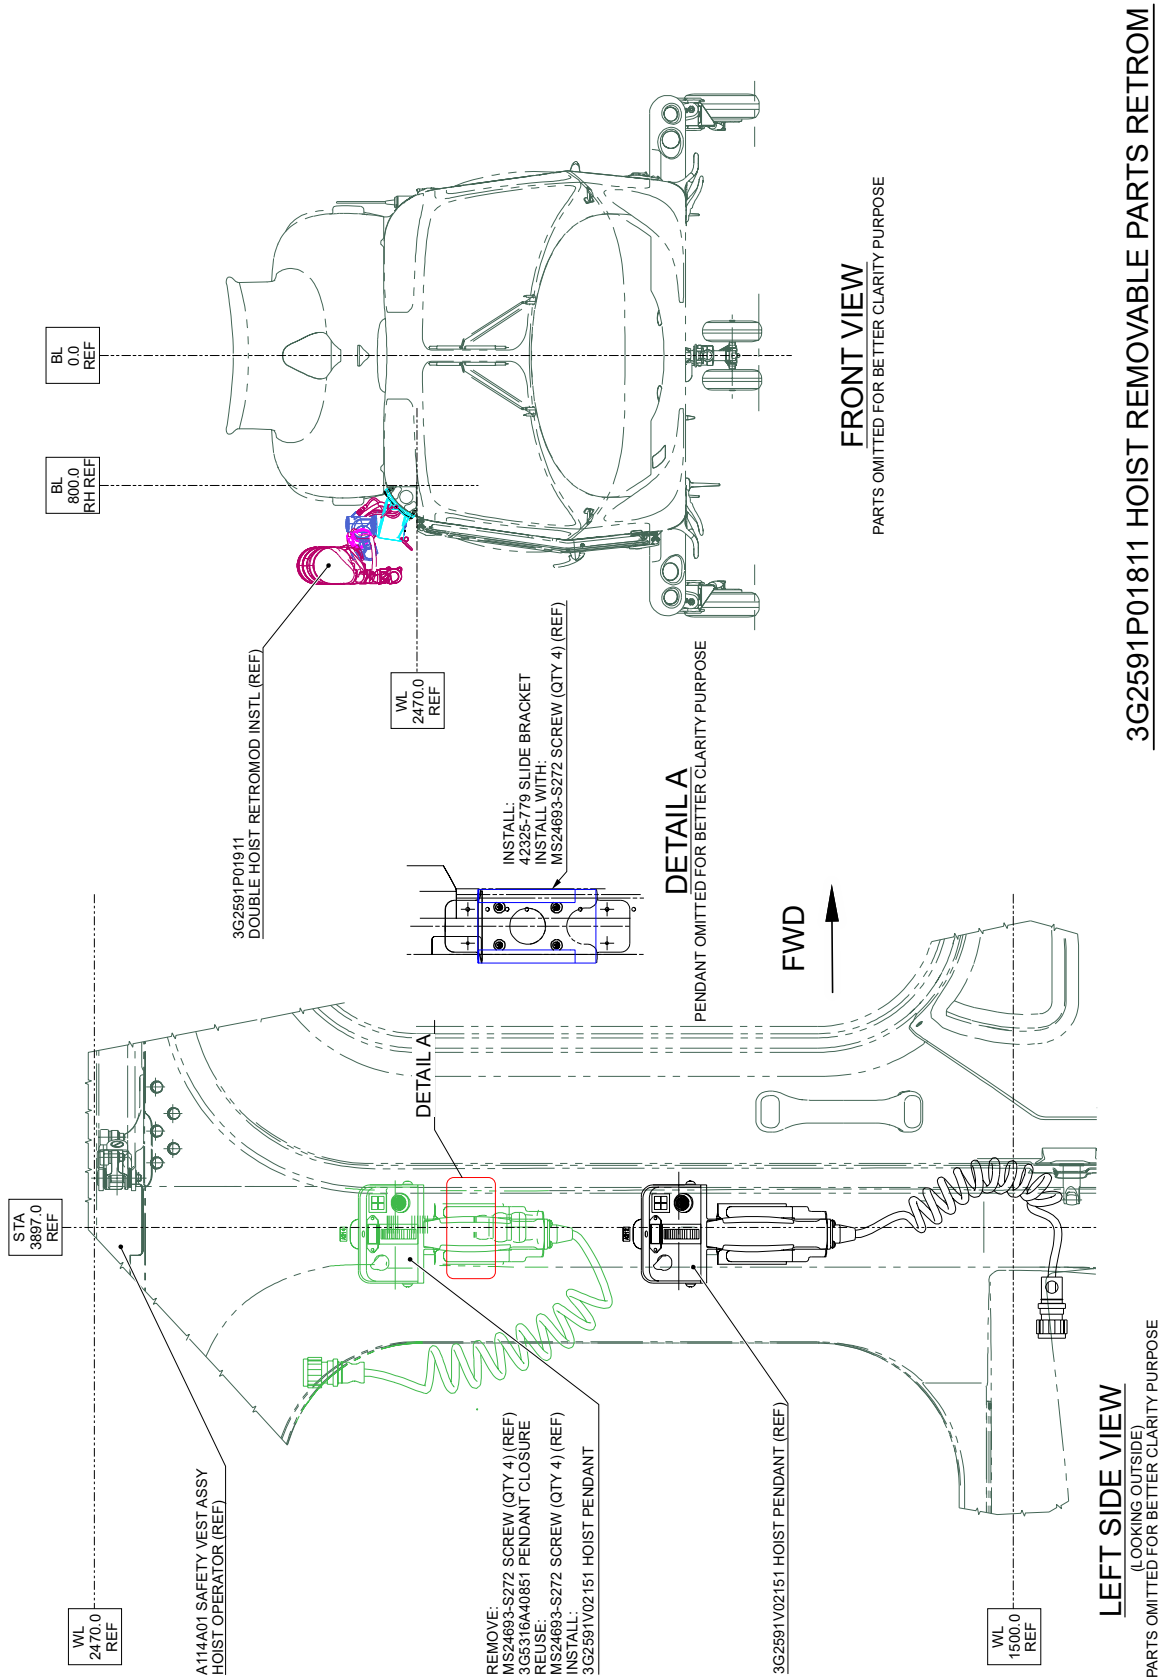 STA
3897.0
REF
WL
2470.0
REF
A114A01 SAFETY VEST ASSY
HOIST OPERATOR (REF)
REMOVE:
MS24693-S272 SCREW (QTY 4) (REF)
3G5316A40851 PENDANT CLOSURE
REUSE:
MS24693-S272 SCREW (QTY 4) (REF)
INSTALL:
3G2591V02151 HOIST PENDANT
3G2591V02151 HOIST PENDANT (REF)
WL
1500.0
REF
DETAIL A
LEFT SIDE VIEW
(LOOKING OUTSIDE)
PARTS OMITTED FOR BETTER CLARITY PURPOSE
FWD
INSTALL:
42325-779 SLIDE BRACKET
INSTALL WITH:
MS24693-S272 SCREW (QTY 4) (REF)
DETAIL A
PENDANT OMITTED FOR BETTER CLARITY PURPOSE
BL
800.0
RH REF
BL
0.0
REF
3G2591P01911
DOUBLE HOIST RETROMOD INSTL (REF)
WL
2470.0
REF
FRONT VIEW
PARTS OMITTED FOR BETTER CLARITY PURPOSE
3G2591P01811 HOIST REMOVABLE PARTS RETROM